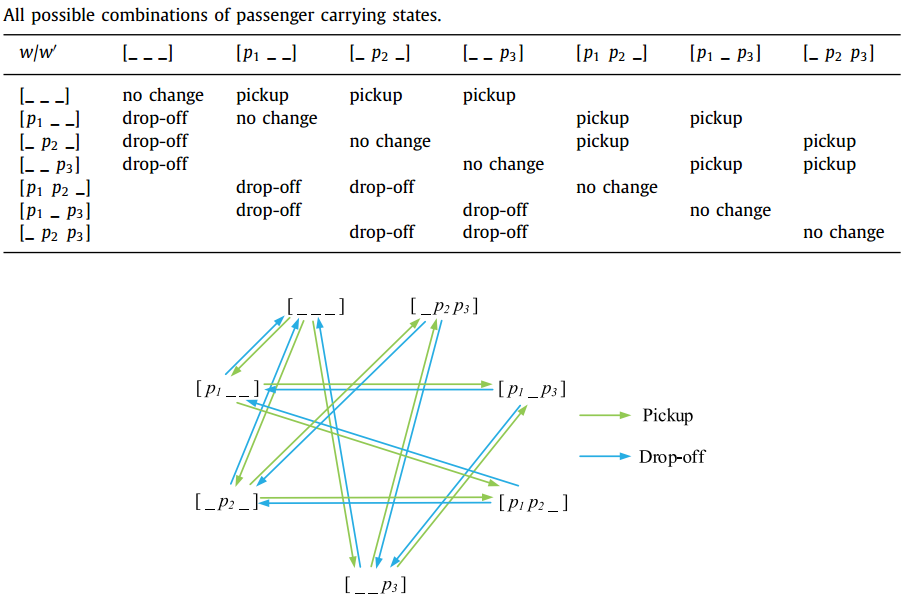 All possible combinations of passenger carrying states.
w/w′ [_ _ _] [p1 _ _] [_ p2 _] [_ _ p3] [p1 p2 _] [p1 _ p3] [_ p2 p3]
[_ _ _] no change pickup pickup pickup
[p1 _ _] drop-off no change pickup pickup
[_ p2 _] drop-off no change pickup pickup
[_ _ p3] drop-off no change pickup pickup
[p1 p2 _] drop-off drop-off no change
[p1 _ p3] drop-off drop-off no change
[_ p2 p3] drop-off drop-off no change
[_ _ _] [_ p2 p3]
[p1 _ _] [p1 _ p3]
Pickup
Drop-off
[_ p2 _] [p1 p2 _]
[_ _ p3]